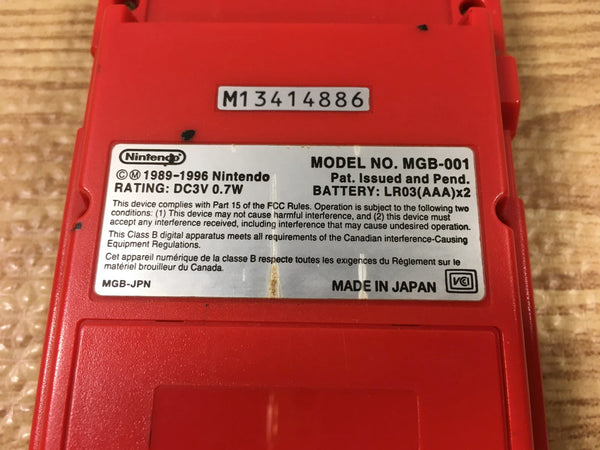 M13414886
Nintendo
©Ⓜ 1989-1996 Nintendo
MODEL NO. MGB-001
Pat. Issued and Pend.
RATING: DC3V 0.7W
BATTERY: LR03(AAA)x2
This device complies with Part 15 of the FCC Rules. Operation is subject to the following two
conditions: (1) This device may not cause harmful interference, and (2) this device must
accept any interference received, including interference that may cause undesired operation.
This Class B digital apparatus meets all requirements of the Canadian interference-Causing
Equipment Regulations.
Cet appareil numérique de la classe B respecte toutes les exigences du Règlement sur le
matériel brouilleur du Canada.
MGB-JPN
MADE IN JAPAN
VCI